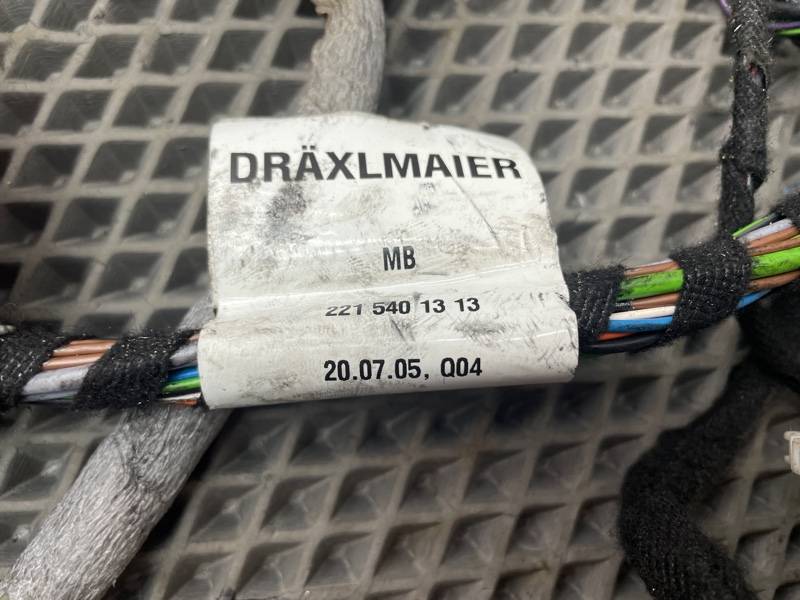 DRÄXLMAIER
MB
221 540 13 13
20.07.05, Q04